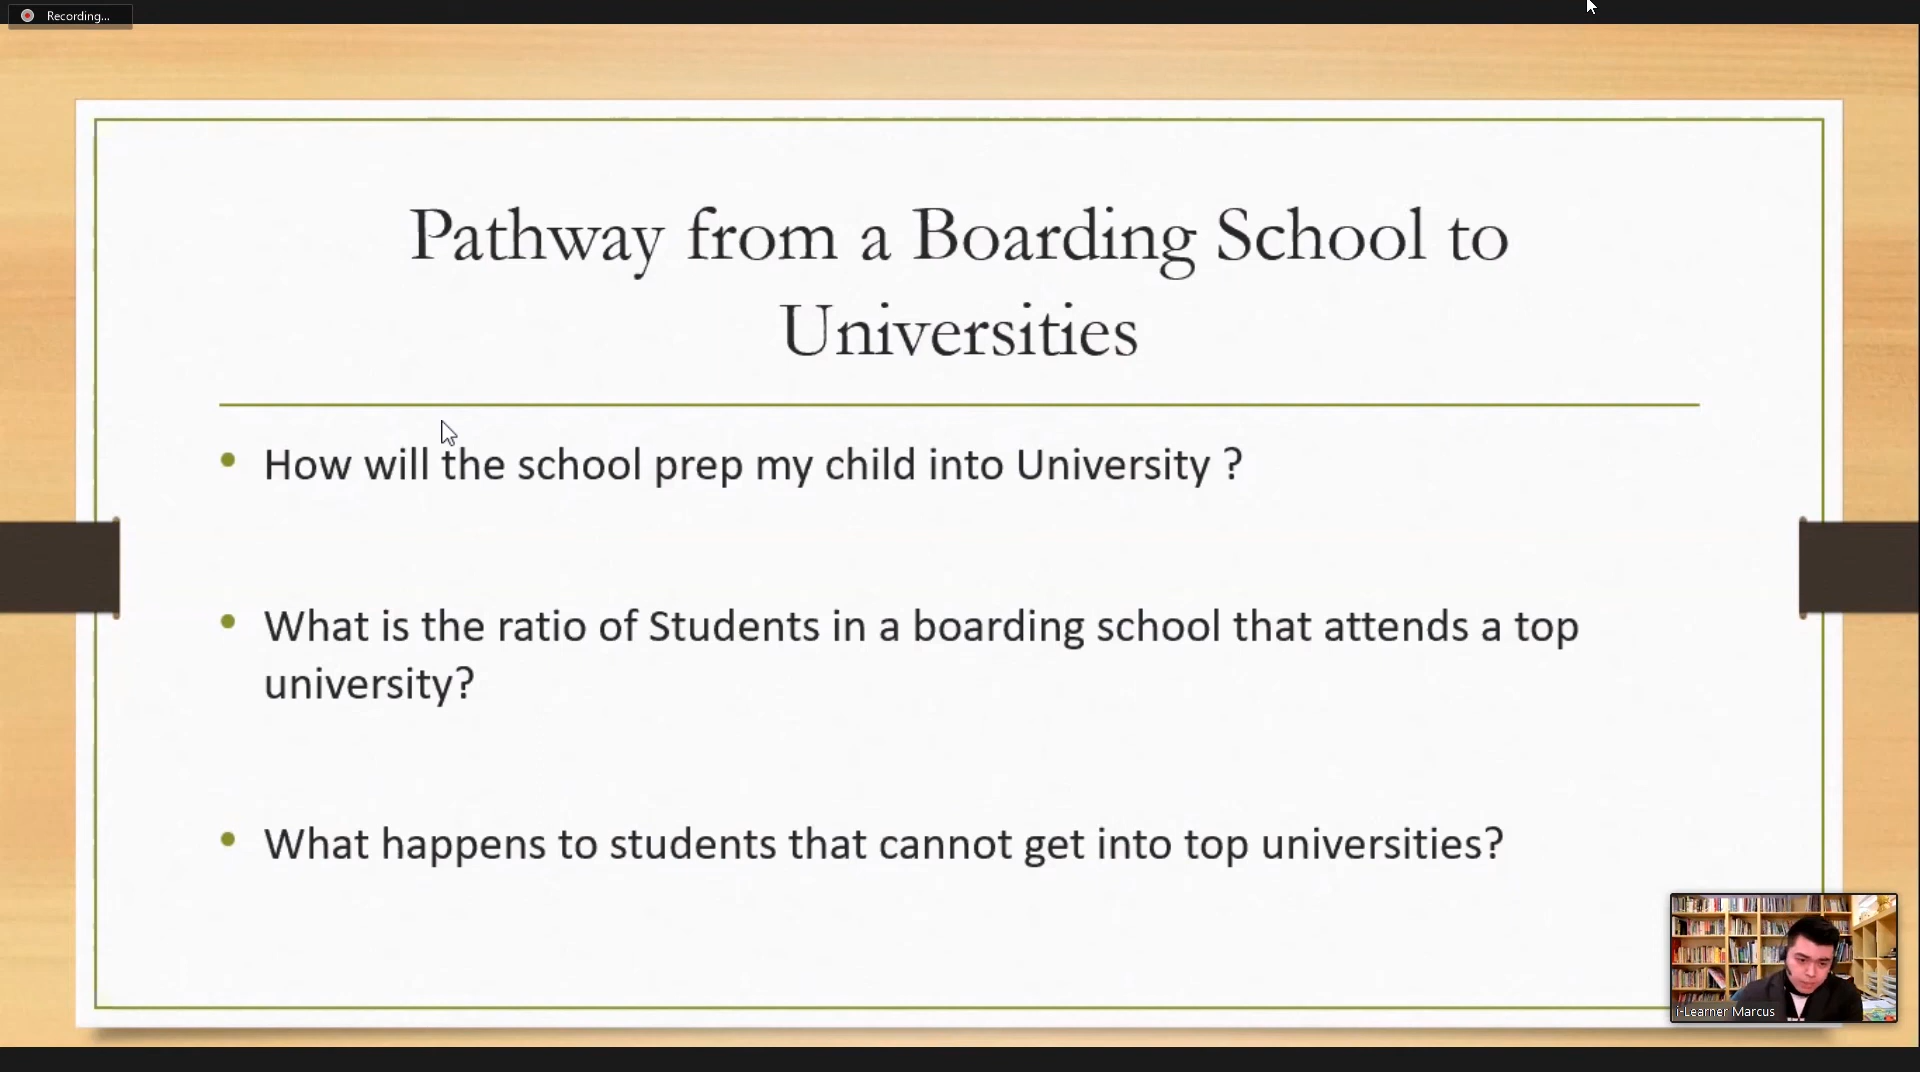 Recording...
Pathway from a Boarding School to
Universities
How will the school prep my child into University ?
What is the ratio of Students in a boarding school that attends a top
university?
What happens to students that cannot get into top universities?
i-Learner Marcus